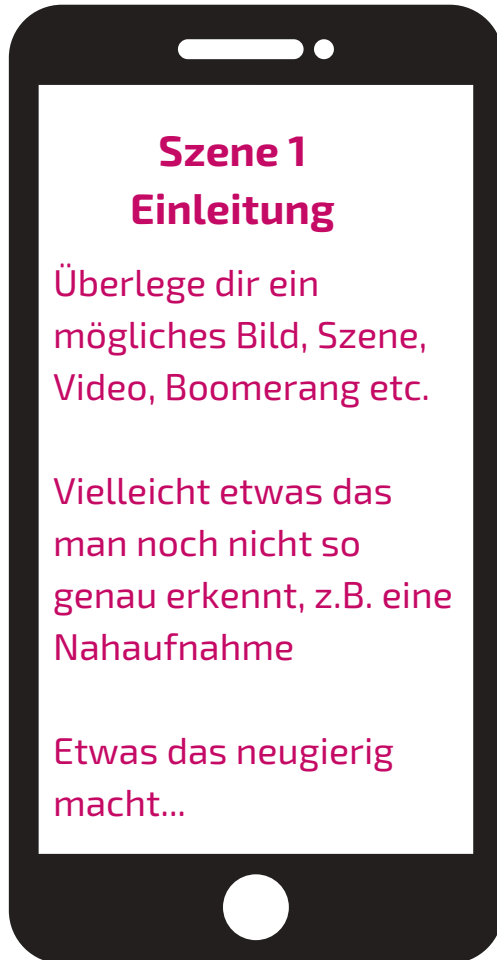 Szene 1
Einleitung
Überlege dir ein
mögliches Bild, Szene,
Video, Boomerang etc.
Vielleicht etwas das
man noch nicht so
genau erkennt, z.B. eine
Nahaufnahme
Etwas das neugierig
macht...